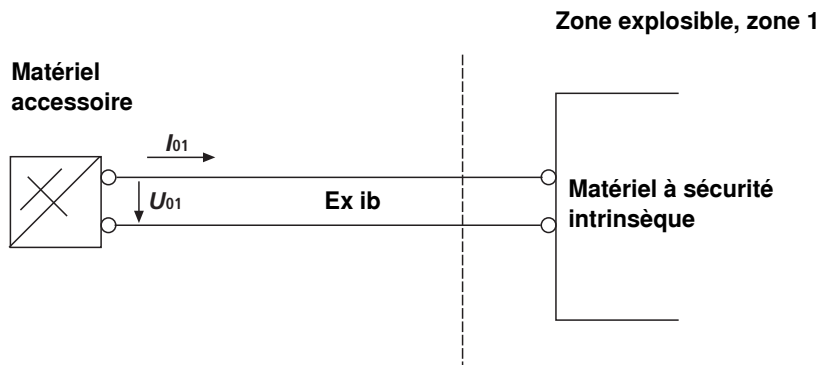 Zone explosible, zone 1
Matériel
accessoire
I01
U01
Ex ib
Matériel à sécurité
intrinsèque